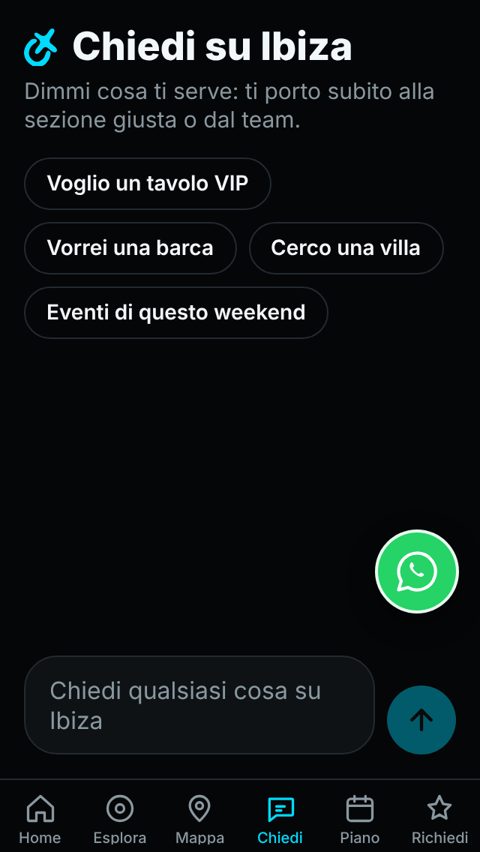 Chiedi su Ibiza
Dimmi cosa ti serve: ti porto subito alla
sezione giusta o dal team.
Voglio un tavolo VIP
Vorrei una barca
Cerco una villa
Eventi di questo weekend
Chiedi qualsiasi cosa su
Ibiza
Home
Esplora
Mappa
Chiedi
Piano
Richiedi